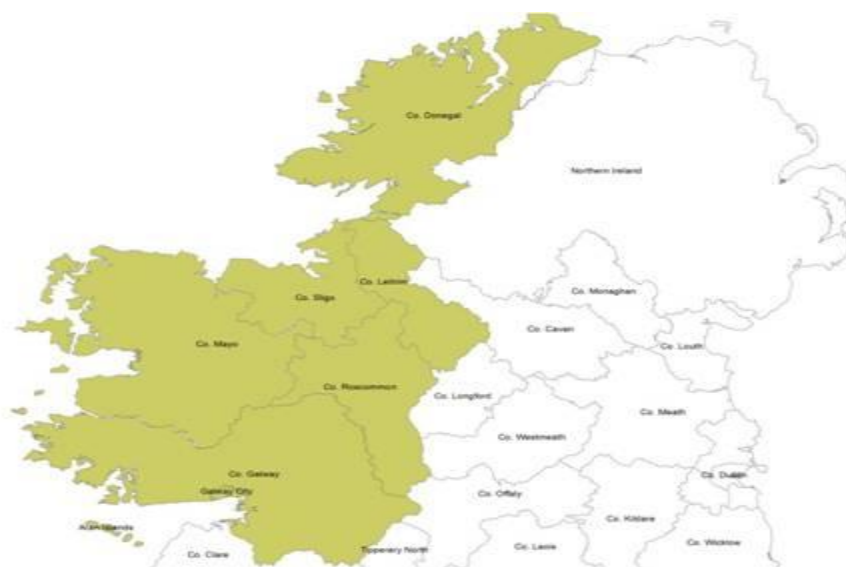 Co. Donegal
Northern Ireland
Co. Leitrim
Co. Sligo
Co. Monaghan
Co. Cavan
Co. Mayo
Co. Louth
Co. Roscommon
Co. Longford
Co. Meath
Co. Westmeath
Co. Galway
Co. Dublin
Galway City
Co. Offaly
Co. Kildare
Aran Islands
Co. Clare
Tipperary North
Co. Laois
Co. Wicklow